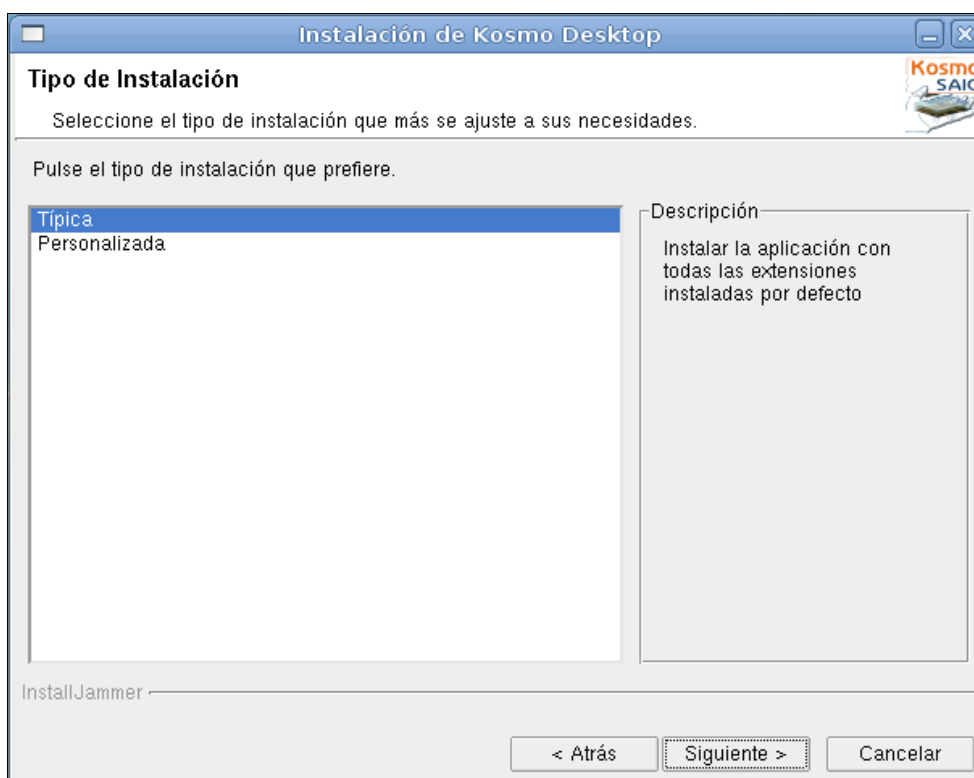 Instalación de Kosmo Desktop
Tipo de Instalación
Kosmo
SAIG
Seleccione el tipo de instalación que más se ajuste a sus necesidades.
Pulse el tipo de instalación que prefiere.
Típica
Personalizada
Descripción
Instalar la aplicación con
todas las extensiones
instaladas por defecto
InstallJammer
< Atrás
Siguiente >
Cancelar